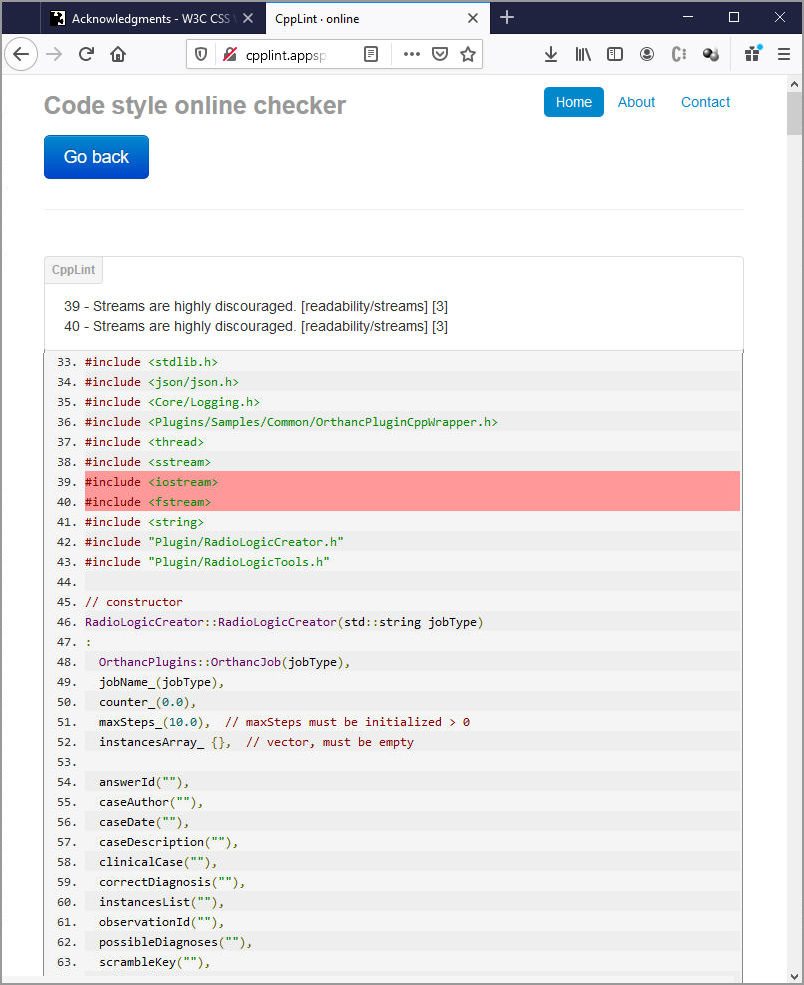 Acknowledgments - W3C CSS
CppLint · online
cpplint.appsp
Code style online checker
Home
About
Contact
Go back
CppLint
39 - Streams are highly discouraged. [readability/streams] [3]
40 - Streams are highly discouraged. [readability/streams] [3]
33. #include <stdlib.h>
34. #include <json/json.h>
35. #include <Core/Logging.h>
36. #include <Plugins/Samples/Common/OrthancPluginCppWrapper.h>
37. #include <thread>
38. #include <sstream>
39. #include <iostream>
40. #include <fstream>
41. #include <string>
42. #include "Plugin/RadioLogicCreator.h"
43. #include "Plugin/RadioLogicTools.h"
44.
45. // constructor
46. RadioLogicCreator::RadioLogicCreator(std::string jobType)
47. :
48.   OrthancPlugins::OrthancJob(jobType),
49.   jobName_(jobType),
50.   counter_(0.0),
51.   maxSteps_(10.0),  // maxSteps must be initialized > 0
52.   instancesArray_ {},  // vector, must be empty
53.
54.   answerId(""),
55.   caseAuthor(""),
56.   caseDate(""),
57.   caseDescription(""),
58.   clinicalCase(""),
59.   correctDiagnosis(""),
60.   instancesList(""),
61.   observationId(""),
62.   possibleDiagnoses(""),
63.   scrambleKey(""),